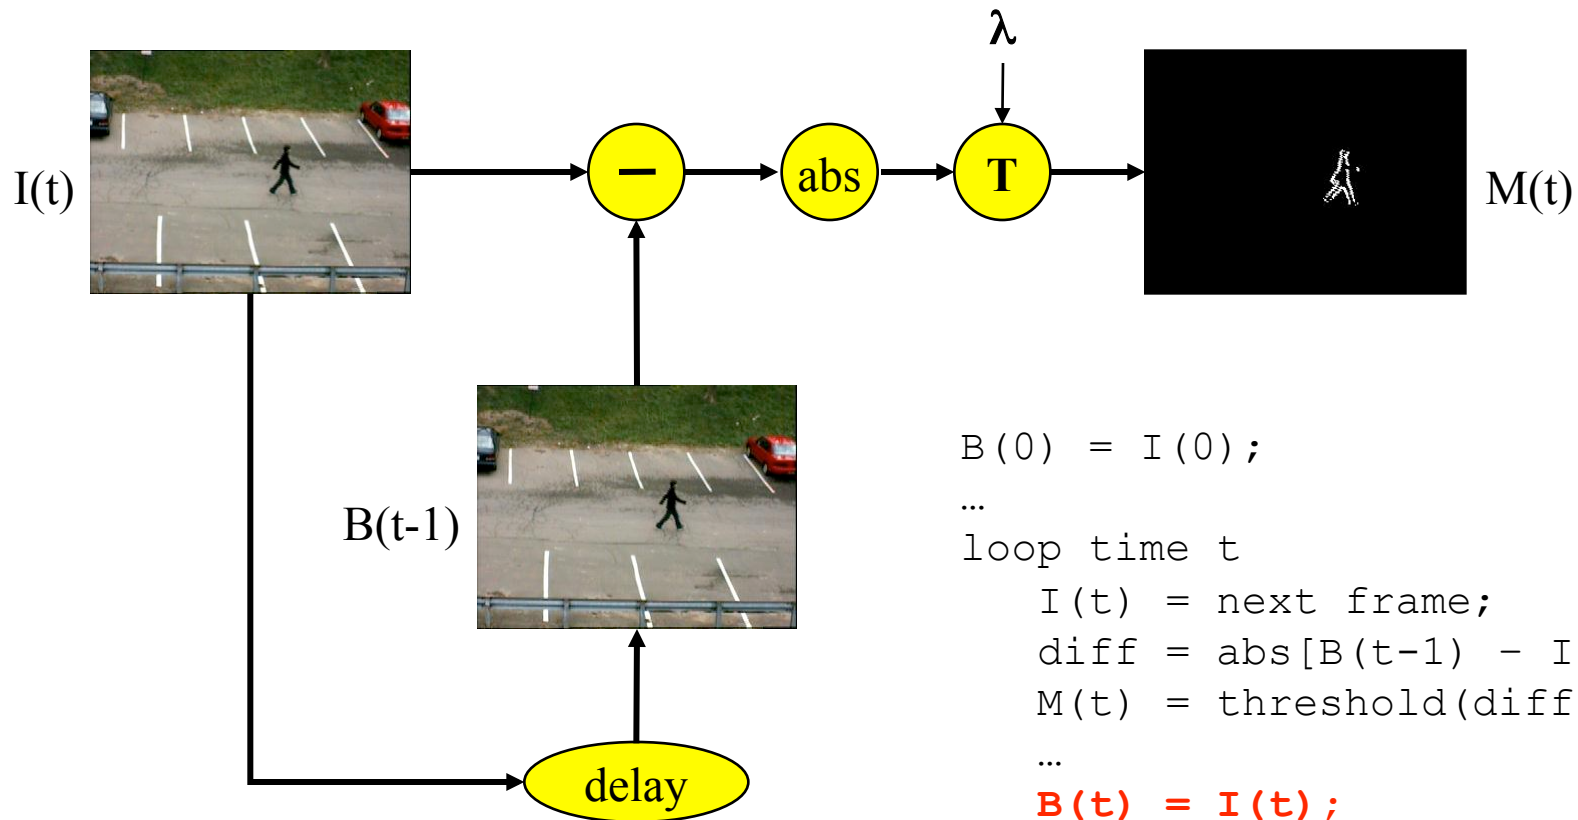 λ
I(t)
−
abs
T
M(t)
B(t-1)
delay
B(0) = I(0);
…
loop time t
I(t) = next frame;
diff = abs[B(t-1) – I
M(t) = threshold(diff
…
B(t) = I(t);